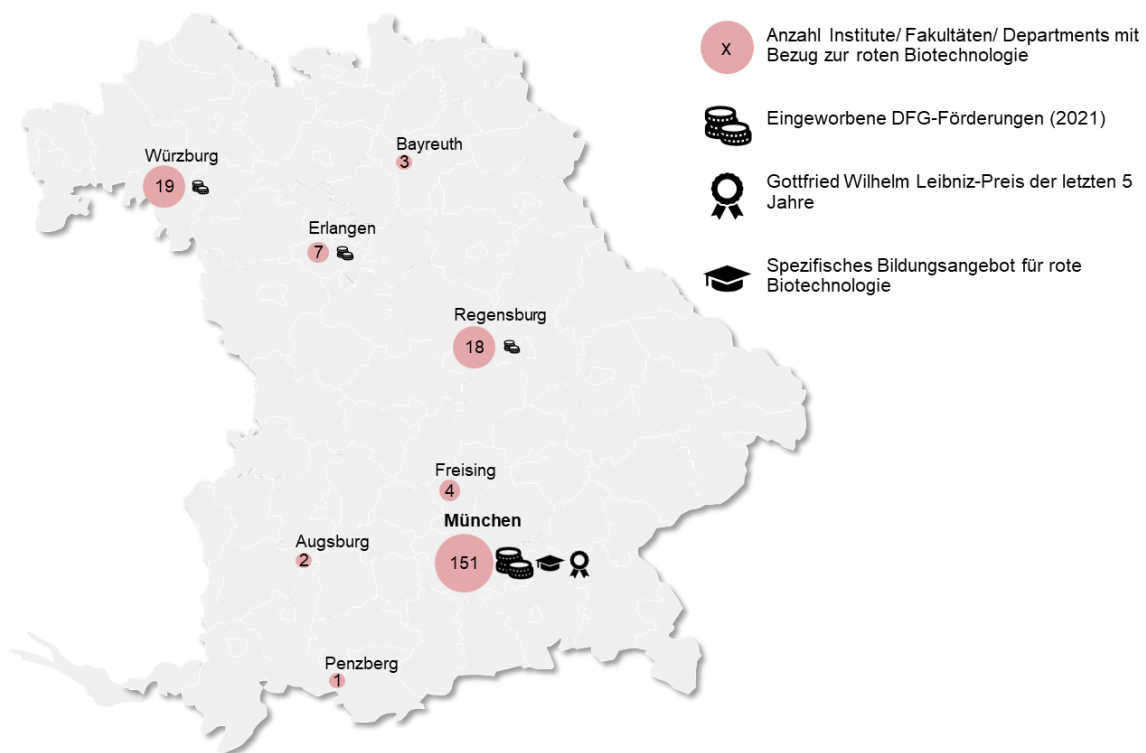 x
Anzahl Institute/ Fakultäten/ Departments mit
Bezug zur roten Biotechnologie
Eingeworbene DFG-Förderungen (2021)
Gottfried Wilhelm Leibniz-Preis der letzten 5
Jahre
Spezifisches Bildungsangebot für rote
Biotechnologie
Bayreuth
3
Würzburg
19
Erlangen
7
Regensburg
18
Freising
4
München
151
Augsburg
2
Penzberg
1